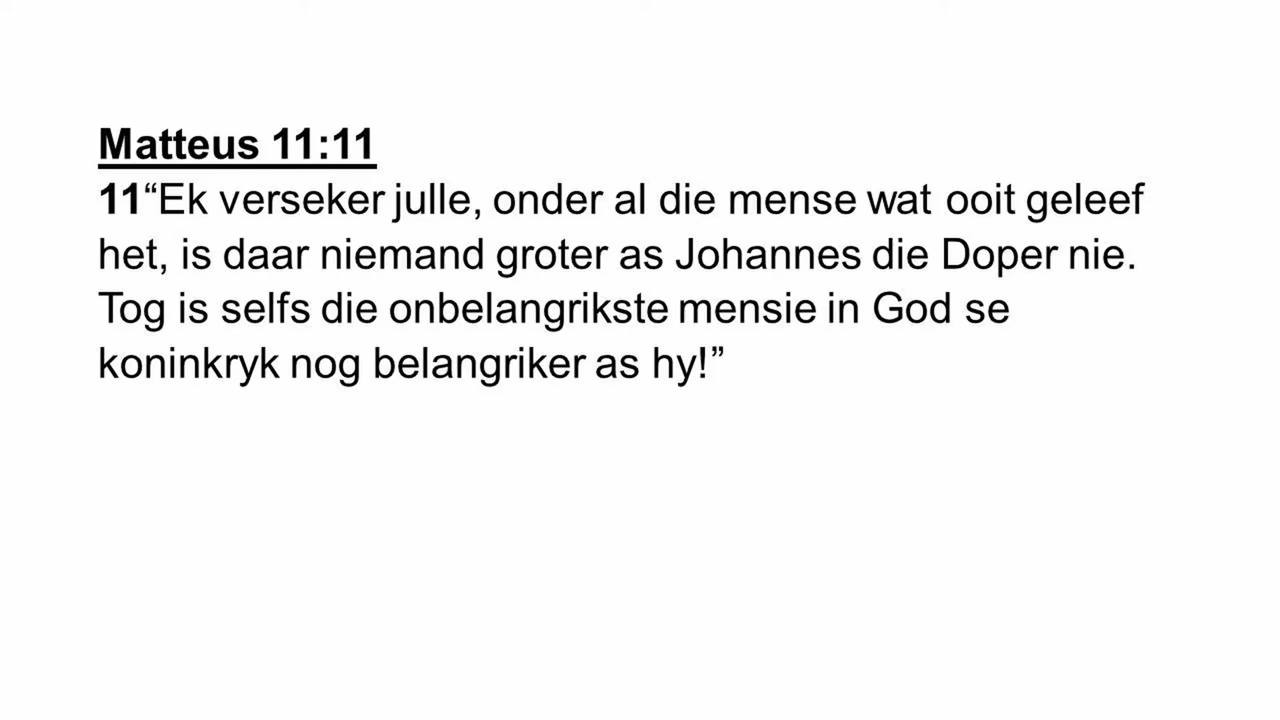 Matteus 11:11
11“Ek verseker julle, onder al die mense wat ooit geleef
het, is daar niemand groter as Johannes die Doper nie.
Tog is selfs die onbelangrikste mensie in God se
koninkryk nog belangriker as hy!”